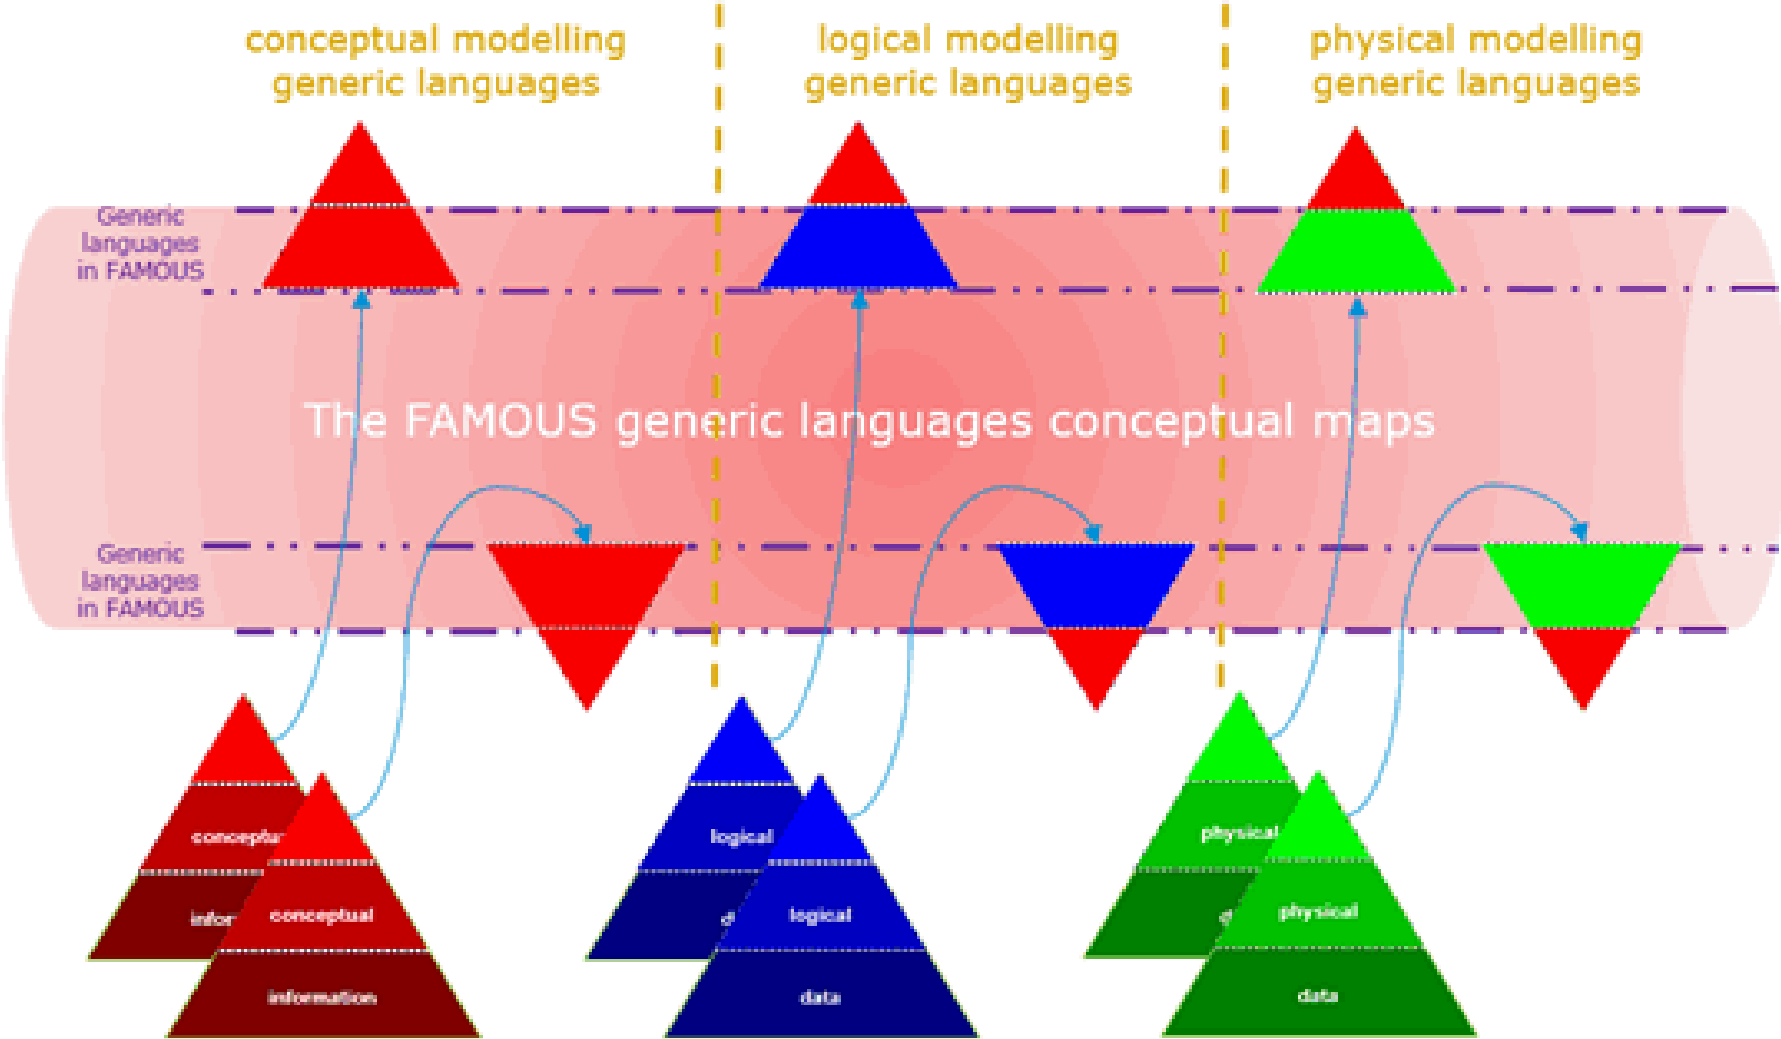 conceptual modelling
generic languages
logical modelling
generic languages
physical modelling
generic languages
Generic
languages
in FAMOUS
The FAMOUS generic languages conceptual maps
Generic
languages
in FAMOUS
conceptual
information
logical
logical
data
physical
physical
data